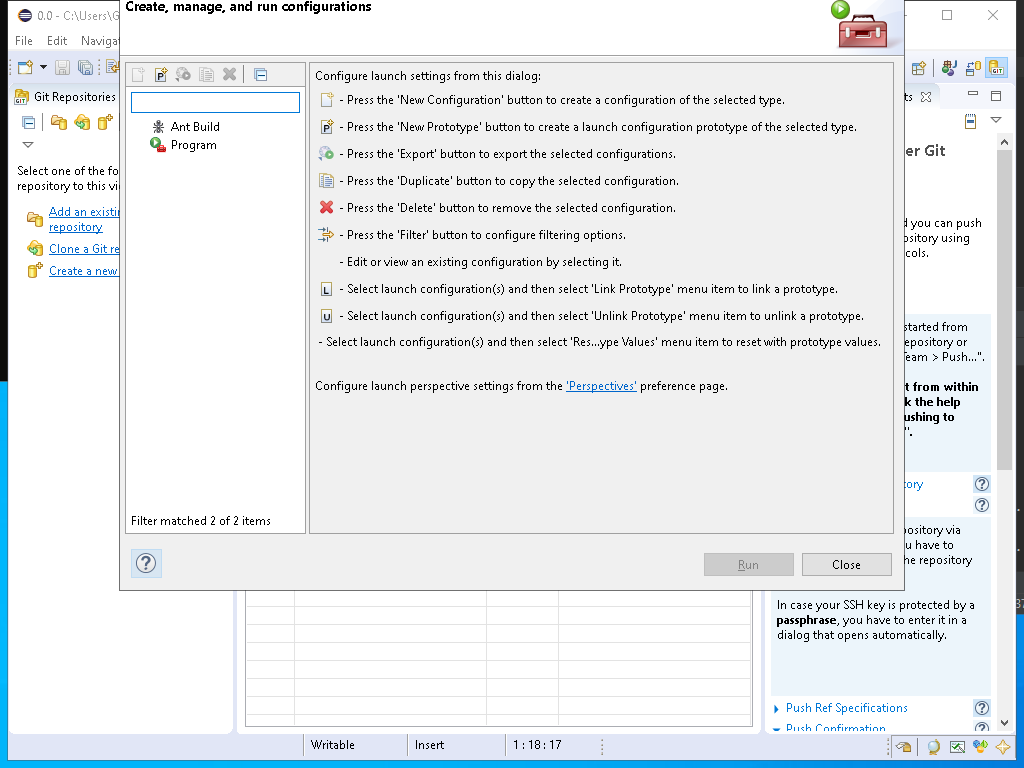 Create, manage, and run configurations
0.0 - C:\Users\G
File Edit Navigat
Git Repositories
Select one of the fo
repository to this vi
Add an existin
repository
Clone a Git re
Create a new
Ant Build
Program
Filter matched 2 of 2 items
Configure launch settings from this dialog:
- Press the 'New Configuration' button to create a configuration of the selected type.
- Press the 'New Prototype' button to create a launch configuration prototype of the selected type.
- Press the 'Export' button to export the selected configurations.
- Press the 'Duplicate' button to copy the selected configuration.
- Press the 'Delete' button to remove the selected configuration.
- Press the 'Filter' button to configure filtering options.
- Edit or view an existing configuration by selecting it.
L - Select launch configuration(s) and then select 'Link Prototype' menu item to link a prototype.
U - Select launch configuration(s) and then select 'Unlink Prototype' menu item to unlink a prototype.
- Select launch configuration(s) and then select 'Res...ype Values' menu item to reset with prototype values.
Configure launch perspective settings from the 'Perspectives' preference page.
Run
Close
ts
er Git
d you can push
ository using
cols.
started from
epository or
Team > Push...".
t from within
k the help
ushing to
".
tory
pository via
u have to
he repository
In case your SSH key is protected by a
passphrase, you have to enter it in a
dialog that opens automatically.
Push Ref Specifications
Push Confirmation
Writable
Insert
1 : 18 : 17